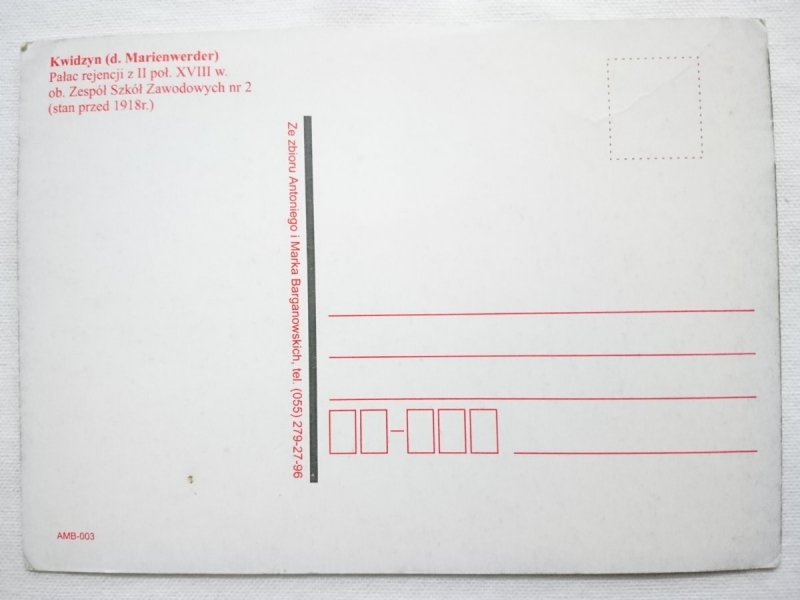 Kwidzyn (d. Marienwerder)
Pałac rejencji z II poł. XVIII w.
ob. Zespół Szkół Zawodowych nr 2
(stan przed 1918r.)
Ze zbioru Antoniego i Marka Barganowskich, tel. (055) 279-27-96
AMB-003